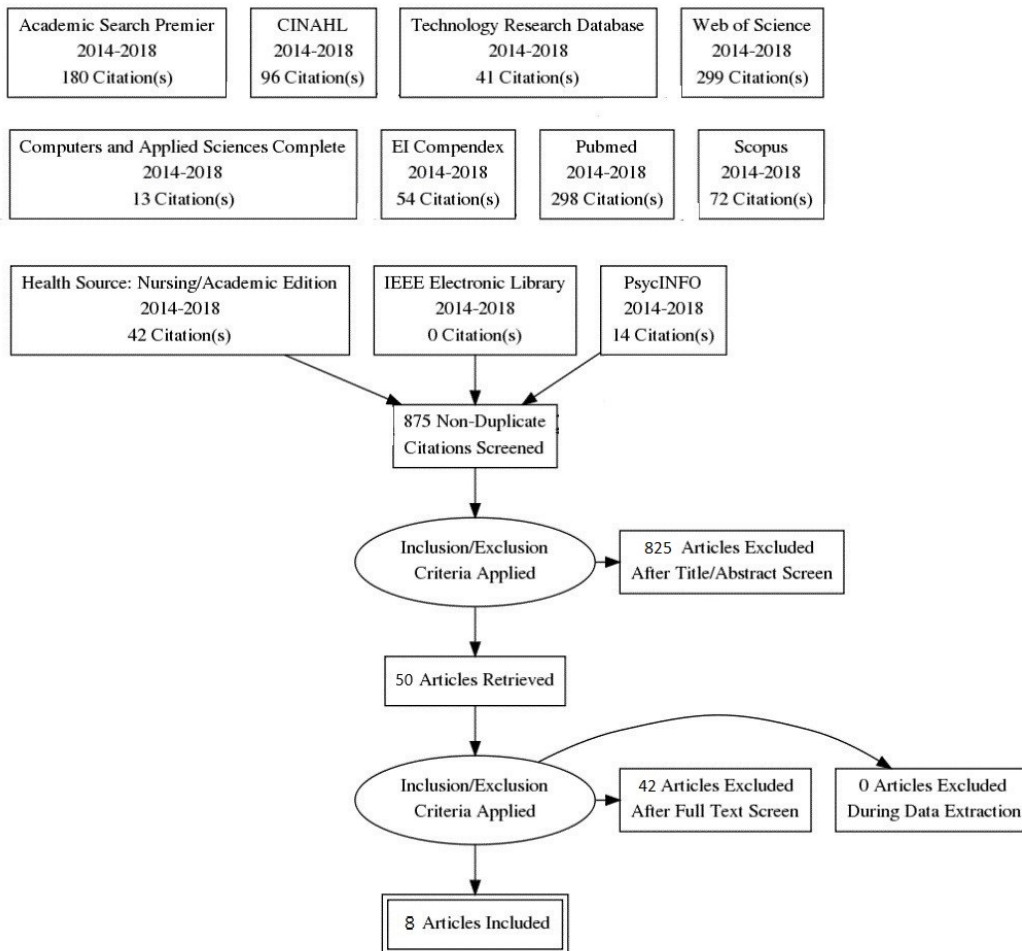 Academic Search Premier
2014-2018
180 Citation(s)
CINAHL
2014-2018
96 Citation(s)
Technology Research Database
2014-2018
41 Citation(s)
Web of Science
2014-2018
299 Citation(s)
Computers and Applied Sciences Complete
2014-2018
13 Citation(s)
EI Compendex
2014-2018
54 Citation(s)
Pubmed
2014-2018
298 Citation(s)
Scopus
2014-2018
72 Citation(s)
Health Source: Nursing/Academic Edition
2014-2018
42 Citation(s)
IEEE Electronic Library
2014-2018
0 Citation(s)
PsycINFO
2014-2018
14 Citation(s)
875 Non-Duplicate
Citations Screened
Inclusion/Exclusion
Criteria Applied
825 Articles Excluded
After Title/Abstract Screen
50 Articles Retrieved
Inclusion/Exclusion
Criteria Applied
42 Articles Excluded
After Full Text Screen
0 Articles Excluded
During Data Extraction
8 Articles Included